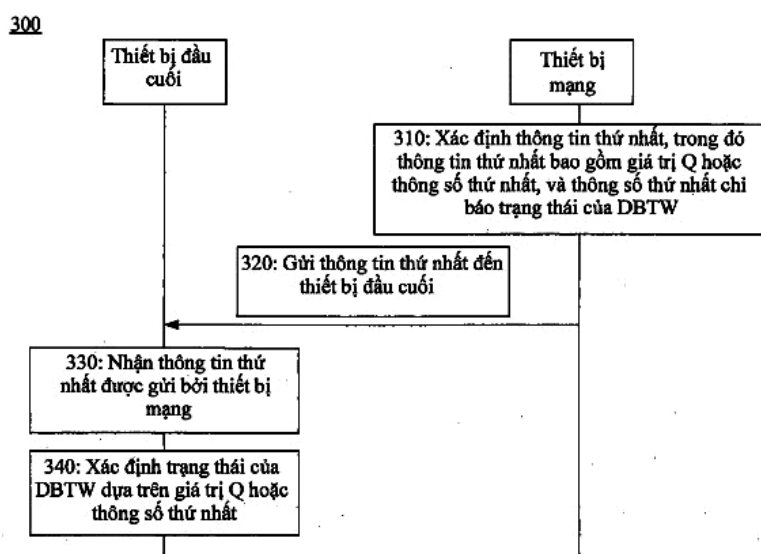 300
Thiết bị đầu
cuối
Thiết bị
mạng
310: Xác định thông tin thứ nhất, trong đó
thông tin thứ nhất bao gồm giá trị Q hoặc
thông số thứ nhất, và thông số thứ nhất chỉ
báo trạng thái của DBTW
320: Gửi thông tin thứ nhất đến
thiết bị đầu cuối
330: Nhận thông tin thứ
nhất được gửi bởi thiết bị
mạng
340: Xác định trạng thái của
DBTW dựa trên giá trị Q hoặc
thông số thứ nhất